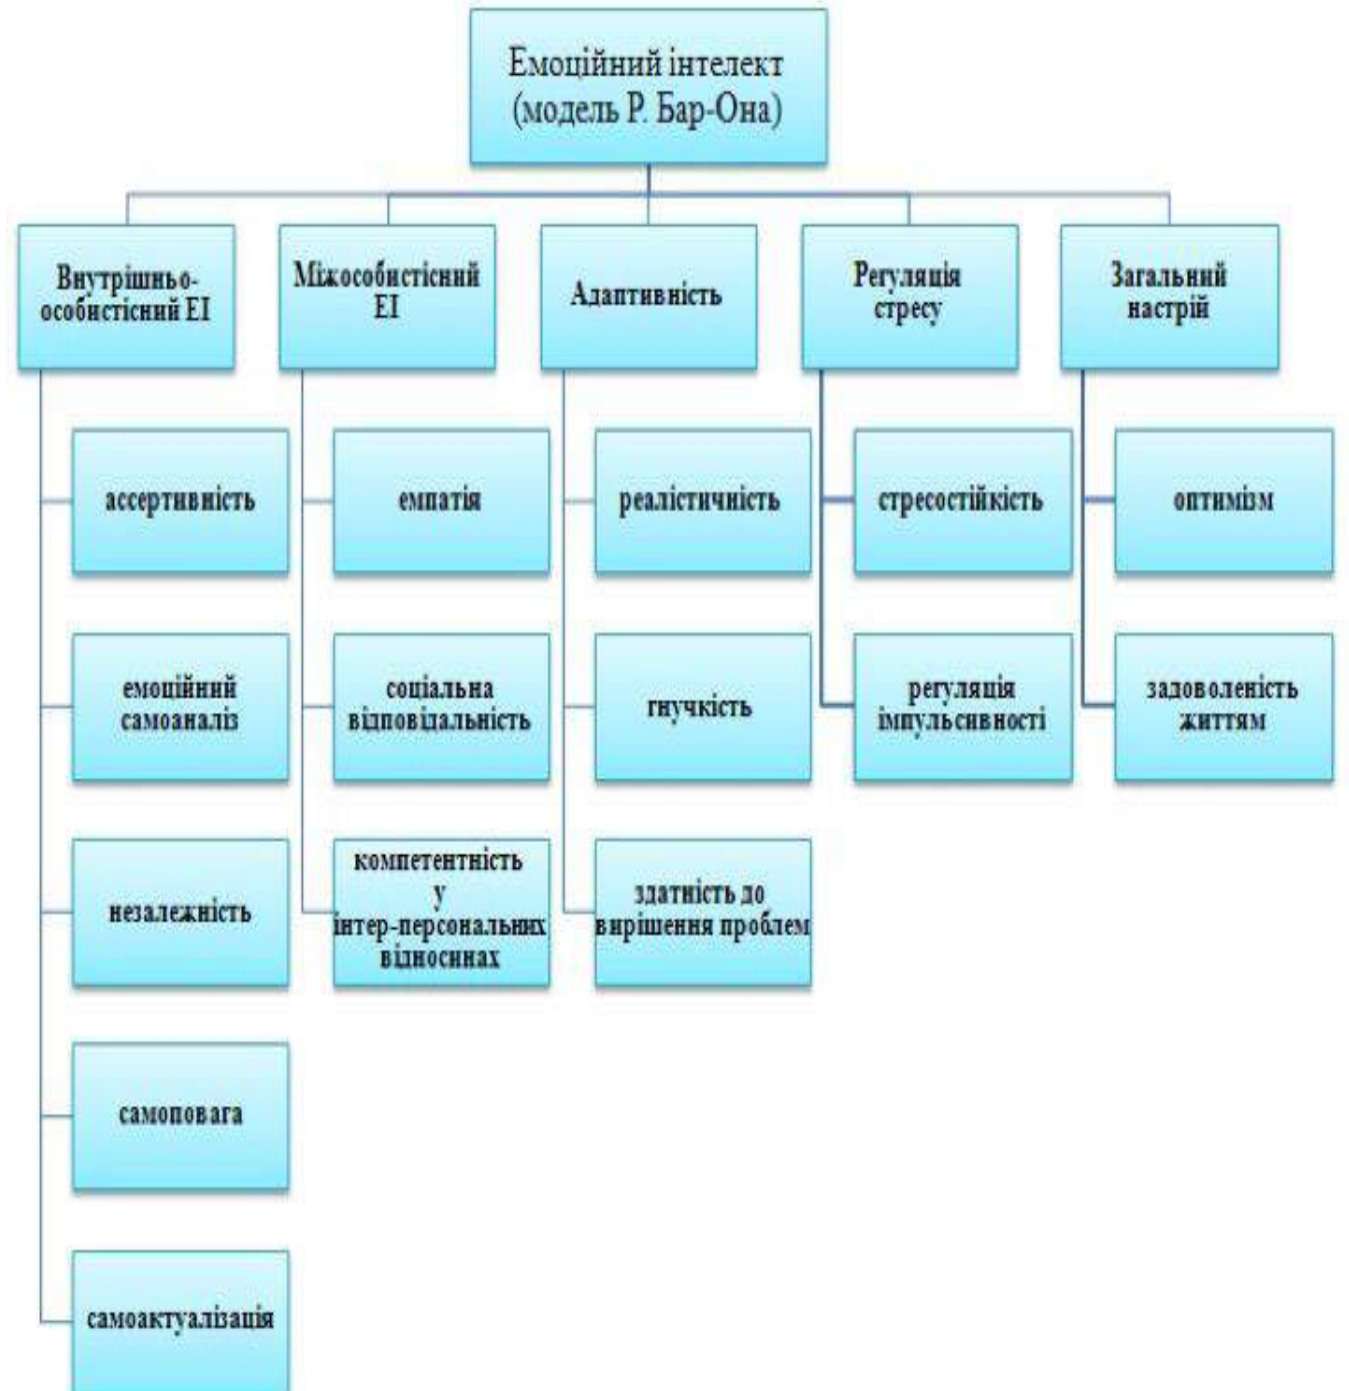 Емоційний інтелект
(модель Р. Бар-Она)
Внутрішньо-
особистісний ЕІ
Міжособистісний
ЕІ
Адаптивність
Регуляція
стресу
Загальний
настрій
ассертивність
емпатія
реалістичність
стресостійкість
оптимізм
емоційний
самоаналіз
соціальна
відповідальність
гнучкість
регуляція
імпульсивності
задоволеність
життям
незалежність
компетентність
у
інтер-персональних
відносинах
здатність до
вирішення проблем
самоповага
самоактуалізація